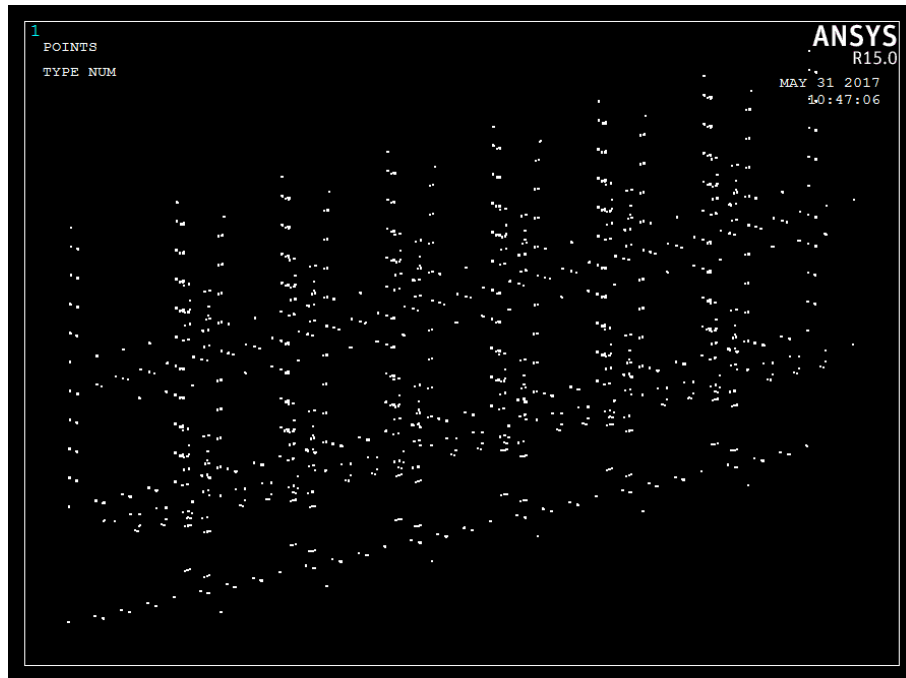 1
POINTS
TYPE NUM
ANSYS
R15.0
MAY 31 2017
10:47:06